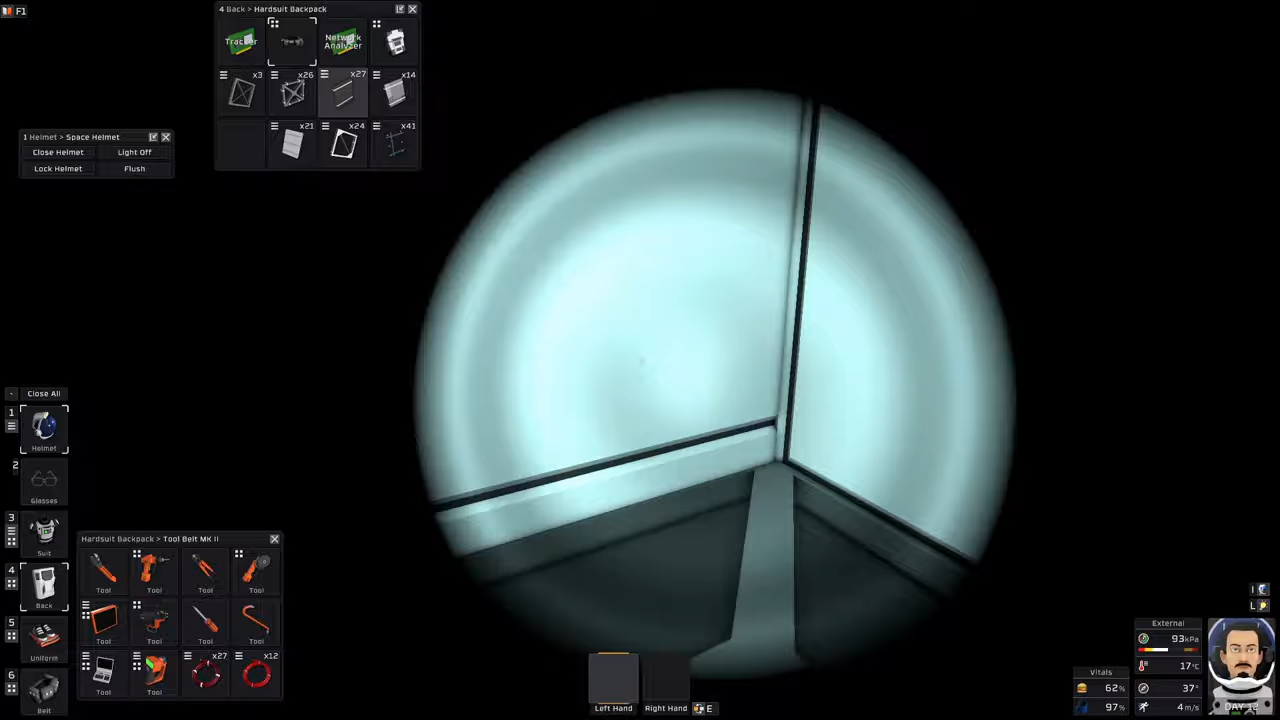 F1
4 Back > Hardsuit Backpack
Tracker
Network Analyzer
x3
x26
x27
x14
x21
x24
x41
1 Helmet > Space Helmet
Close Helmet
Light Off
Lock Helmet
Flush
- Close All
1
Helmet
2
Glasses
3
Suit
4
Back
5
Uniform
6
Belt
Hardsuit Backpack > Tool Belt MK II
Tool
Tool
Tool
Tool
Tool
Tool
Tool
Tool
x27
x12
Tool
Tool
Left Hand
Right Hand
E
I
L
External
93kPa
17°C
37°
4 m/s
Vitals
62%
97%
DAY 12